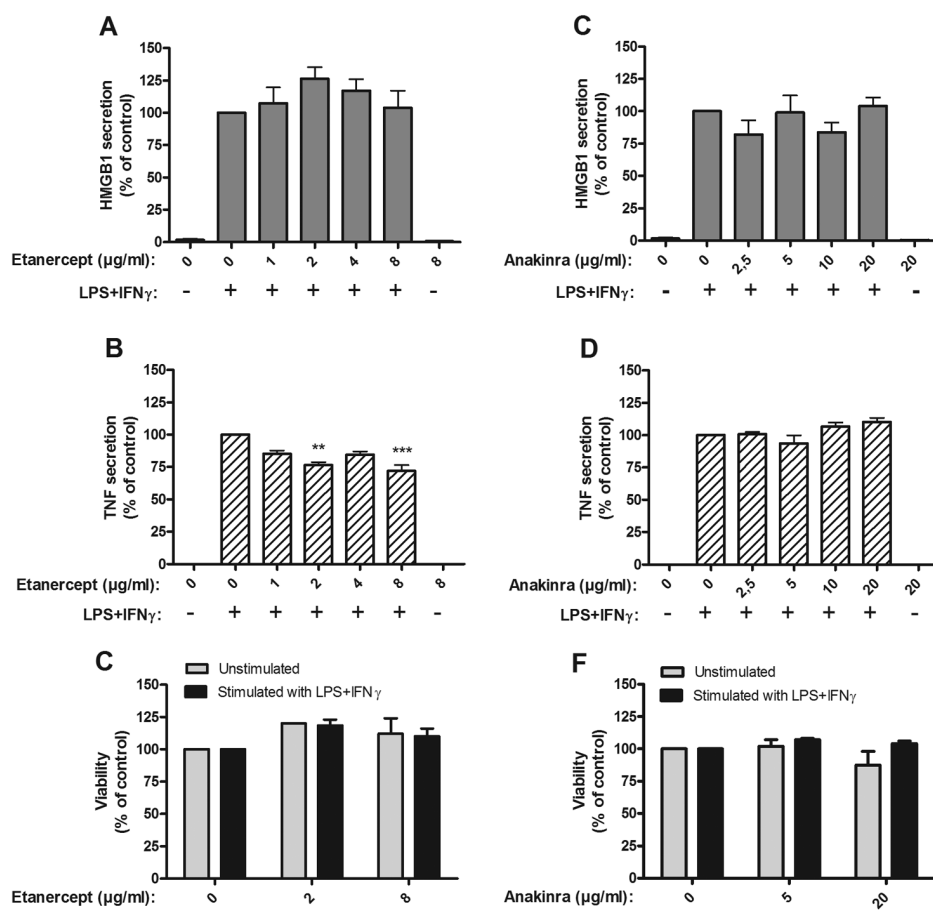 A
HMGB1 secretion
(% of control)
150
125
100
75
50
25
0
Etanercept (µg/ml): 0 0 1 2 4 8 8
LPS+IFNγ: - + + + + + -
C
HMGB1 secretion
(% of control)
150
125
100
75
50
25
0
Anakinra (µg/ml): 0 0 2,5 5 10 20 20
LPS+IFNγ: - + + + + + -
B
TNF secretion
(% of control)
150
125
100
75
50
25
0
** ***
Etanercept (µg/ml): 0 0 1 2 4 8 8
LPS+IFNγ: - + + + + + -
D
TNF secretion
(% of control)
150
125
100
75
50
25
0
Anakinra (µg/ml): 0 0 2,5 5 10 20 20
LPS+IFNγ: - + + + + + -
C
Unstimulated
Stimulated with LPS+IFNγ
Viability
(% of control)
150
125
100
75
50
25
0
Etanercept (µg/ml): 0 2 8
F
Unstimulated
Stimulated with LPS+IFNγ
Viability
(% of control)
150
125
100
75
50
25
0
Anakinra (µg/ml): 0 5 20